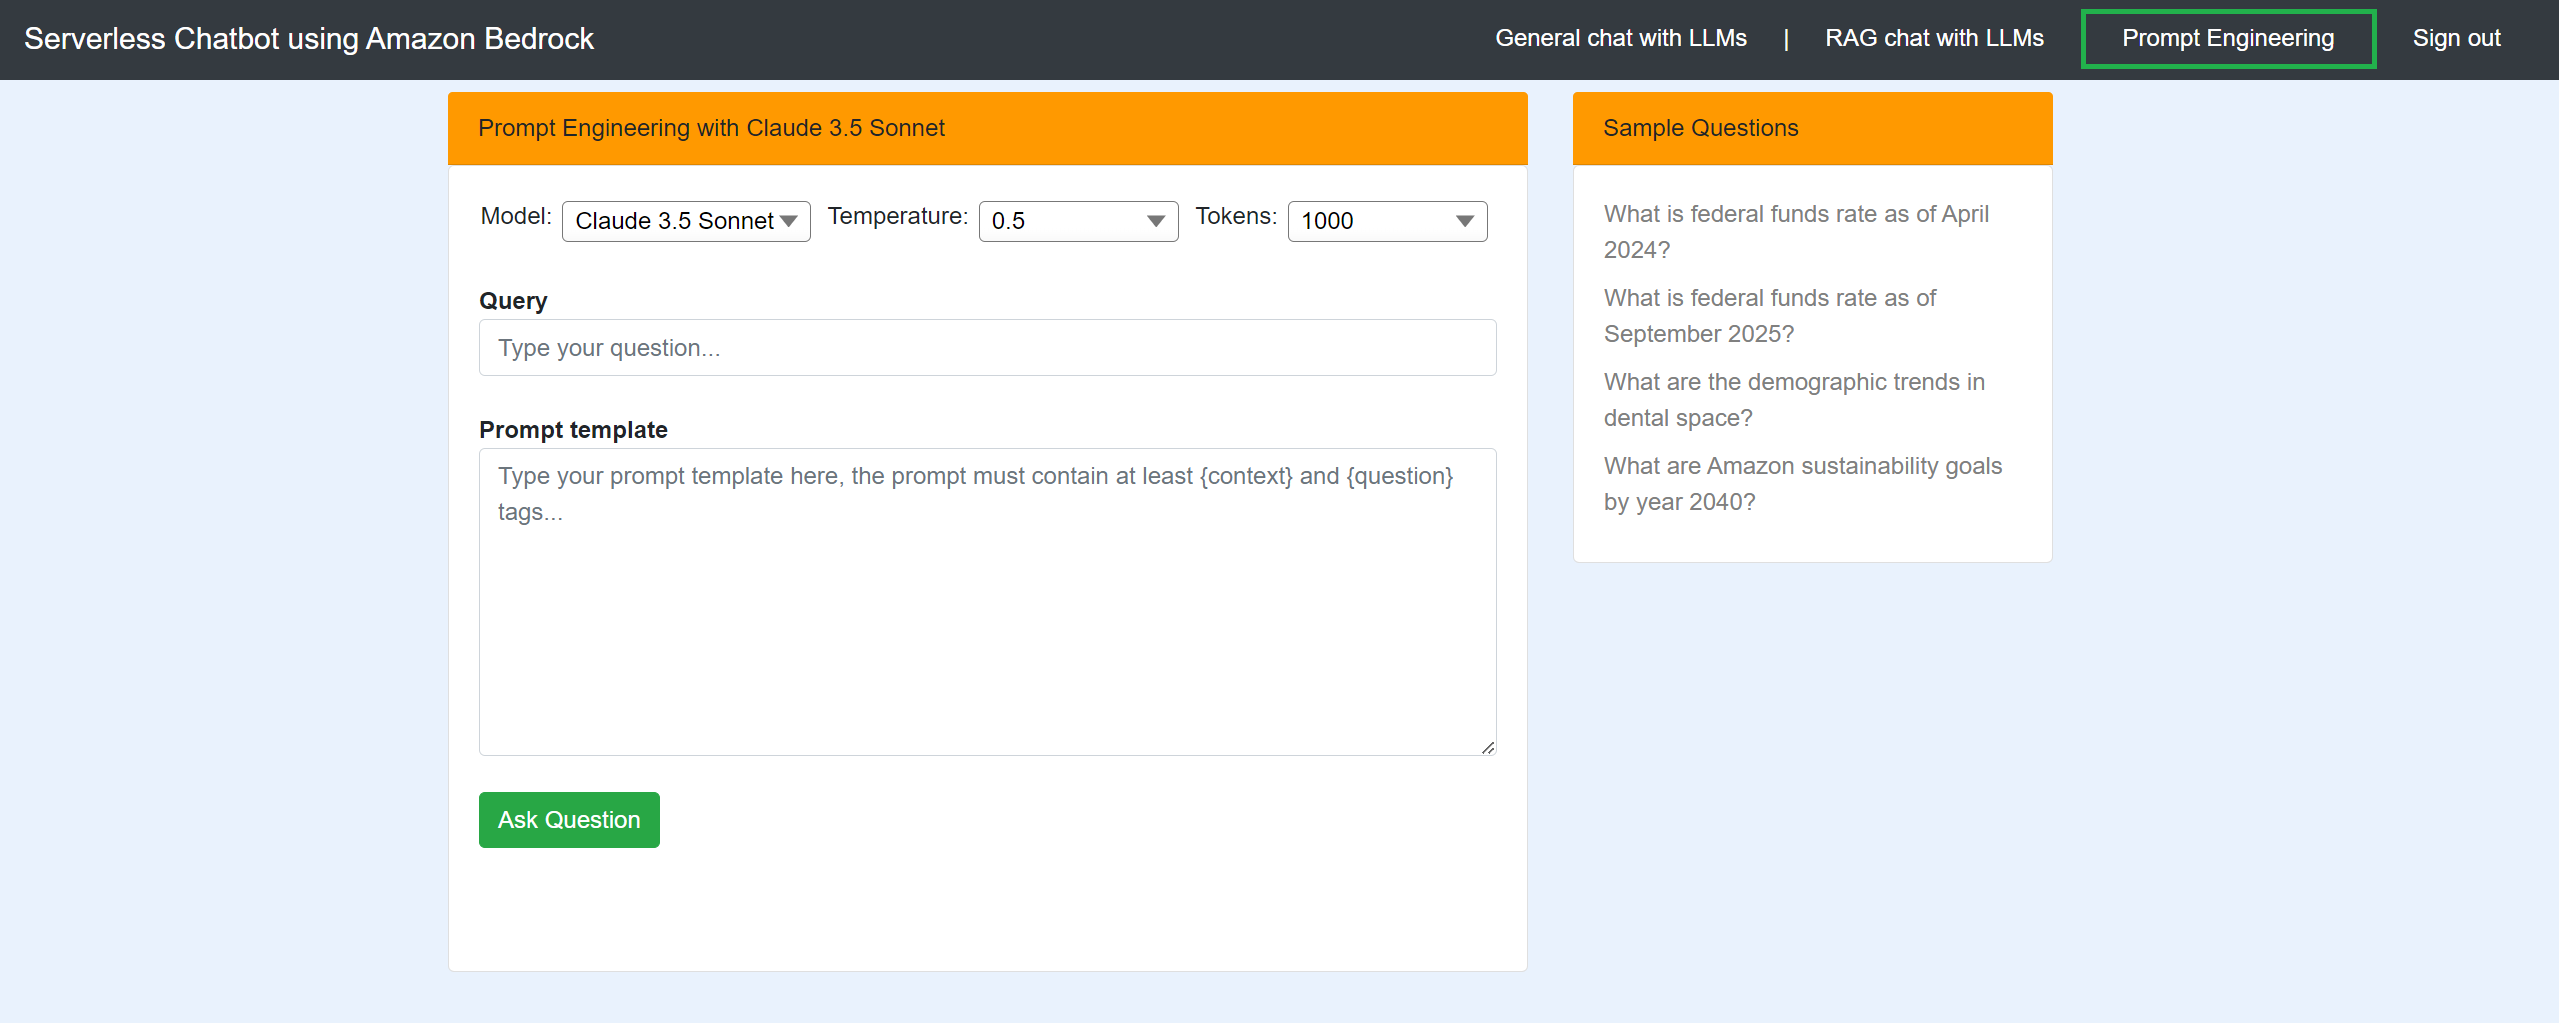 Serverless Chatbot using Amazon Bedrock
General chat with LLMs | RAG chat with LLMs Prompt Engineering Sign out
Prompt Engineering with Claude 3.5 Sonnet
Model: Claude 3.5 Sonnet Temperature: 0.5 Tokens: 1000
Query
Type your question...
Prompt template
Type your prompt template here, the prompt must contain at least {context} and {question}
tags...
Ask Question
Sample Questions
What is federal funds rate as of April
2024?
What is federal funds rate as of
September 2025?
What are the demographic trends in
dental space?
What are Amazon sustainability goals
by year 2040?